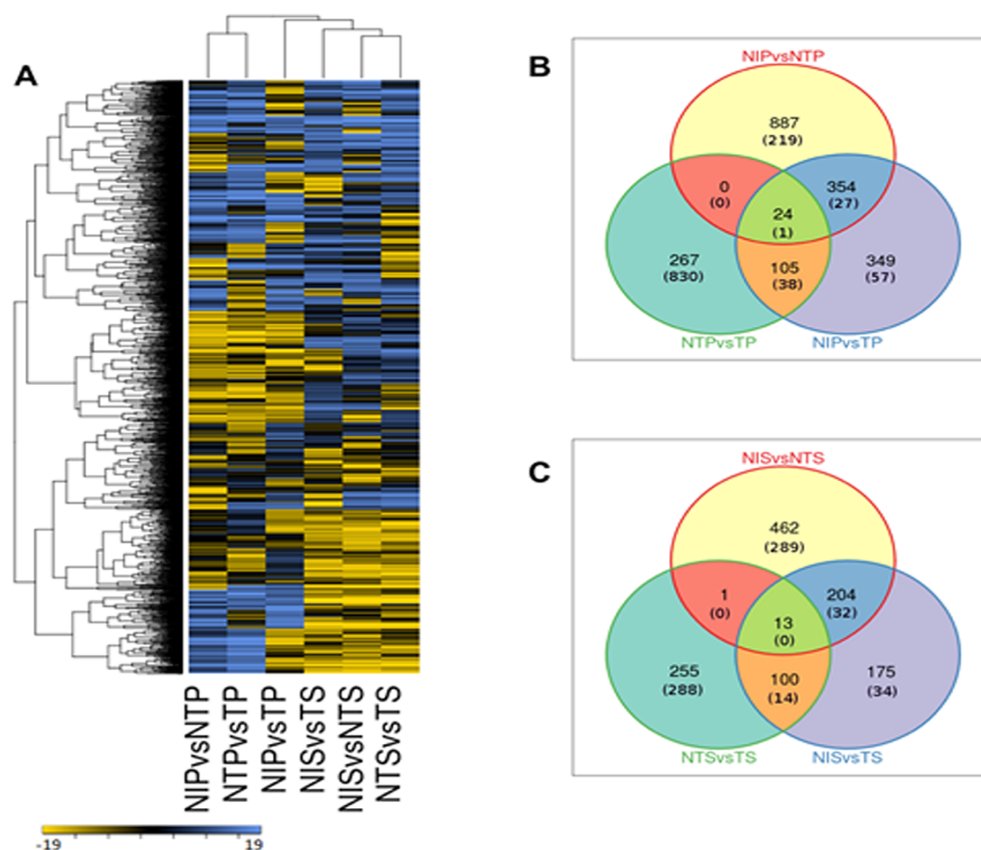 A
NIPvsNTP
NTPvsTP
NIPvsTP
NISvsTS
NISvsNTS
NTSvsTS
-19 19
B
NIPvsNTP
887
(219)
0
(0)
354
(27)
24
(1)
267
(830)
105
(38)
349
(57)
NTPvsTP
NIPvsTP
C
NISvsNTS
462
(289)
1
(0)
204
(32)
13
(0)
255
(288)
100
(14)
175
(34)
NTSvsTS
NISvsTS